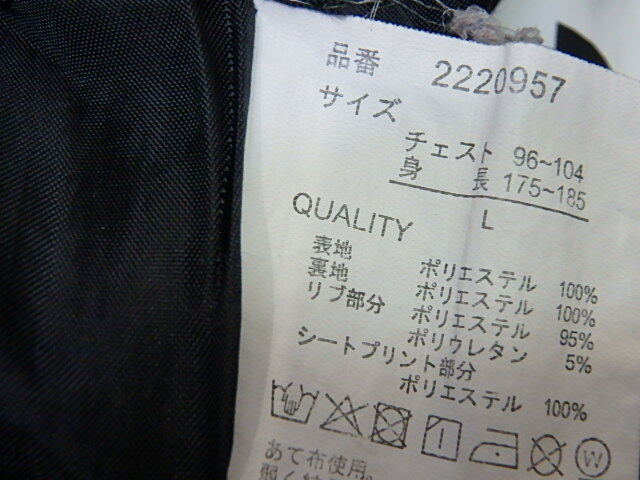 品番 2220957
サイズ
チェスト 96~104
身長 175~185
L
QUALITY
表地 ポリエステル 100%
裏地 ポリエステル 100%
リブ部分 ポリエステル 95%
ポリウレタン 5%
シートプリント部分
ポリエステル 100%
W
あて布使用。